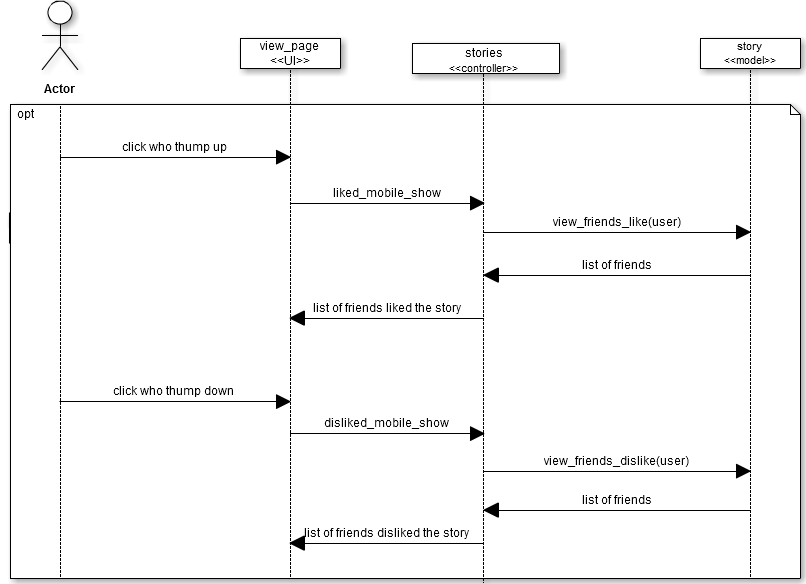 view_page
<<UI>>
stories
<<controller>>
story
<<model>>
Actor
opt
click who thump up
liked_mobile_show
view_friends_like(user)
list of friends
list of friends liked the story
click who thump down
disliked_mobile_show
view_friends_dislike(user)
list of friends
list of friends disliked the story